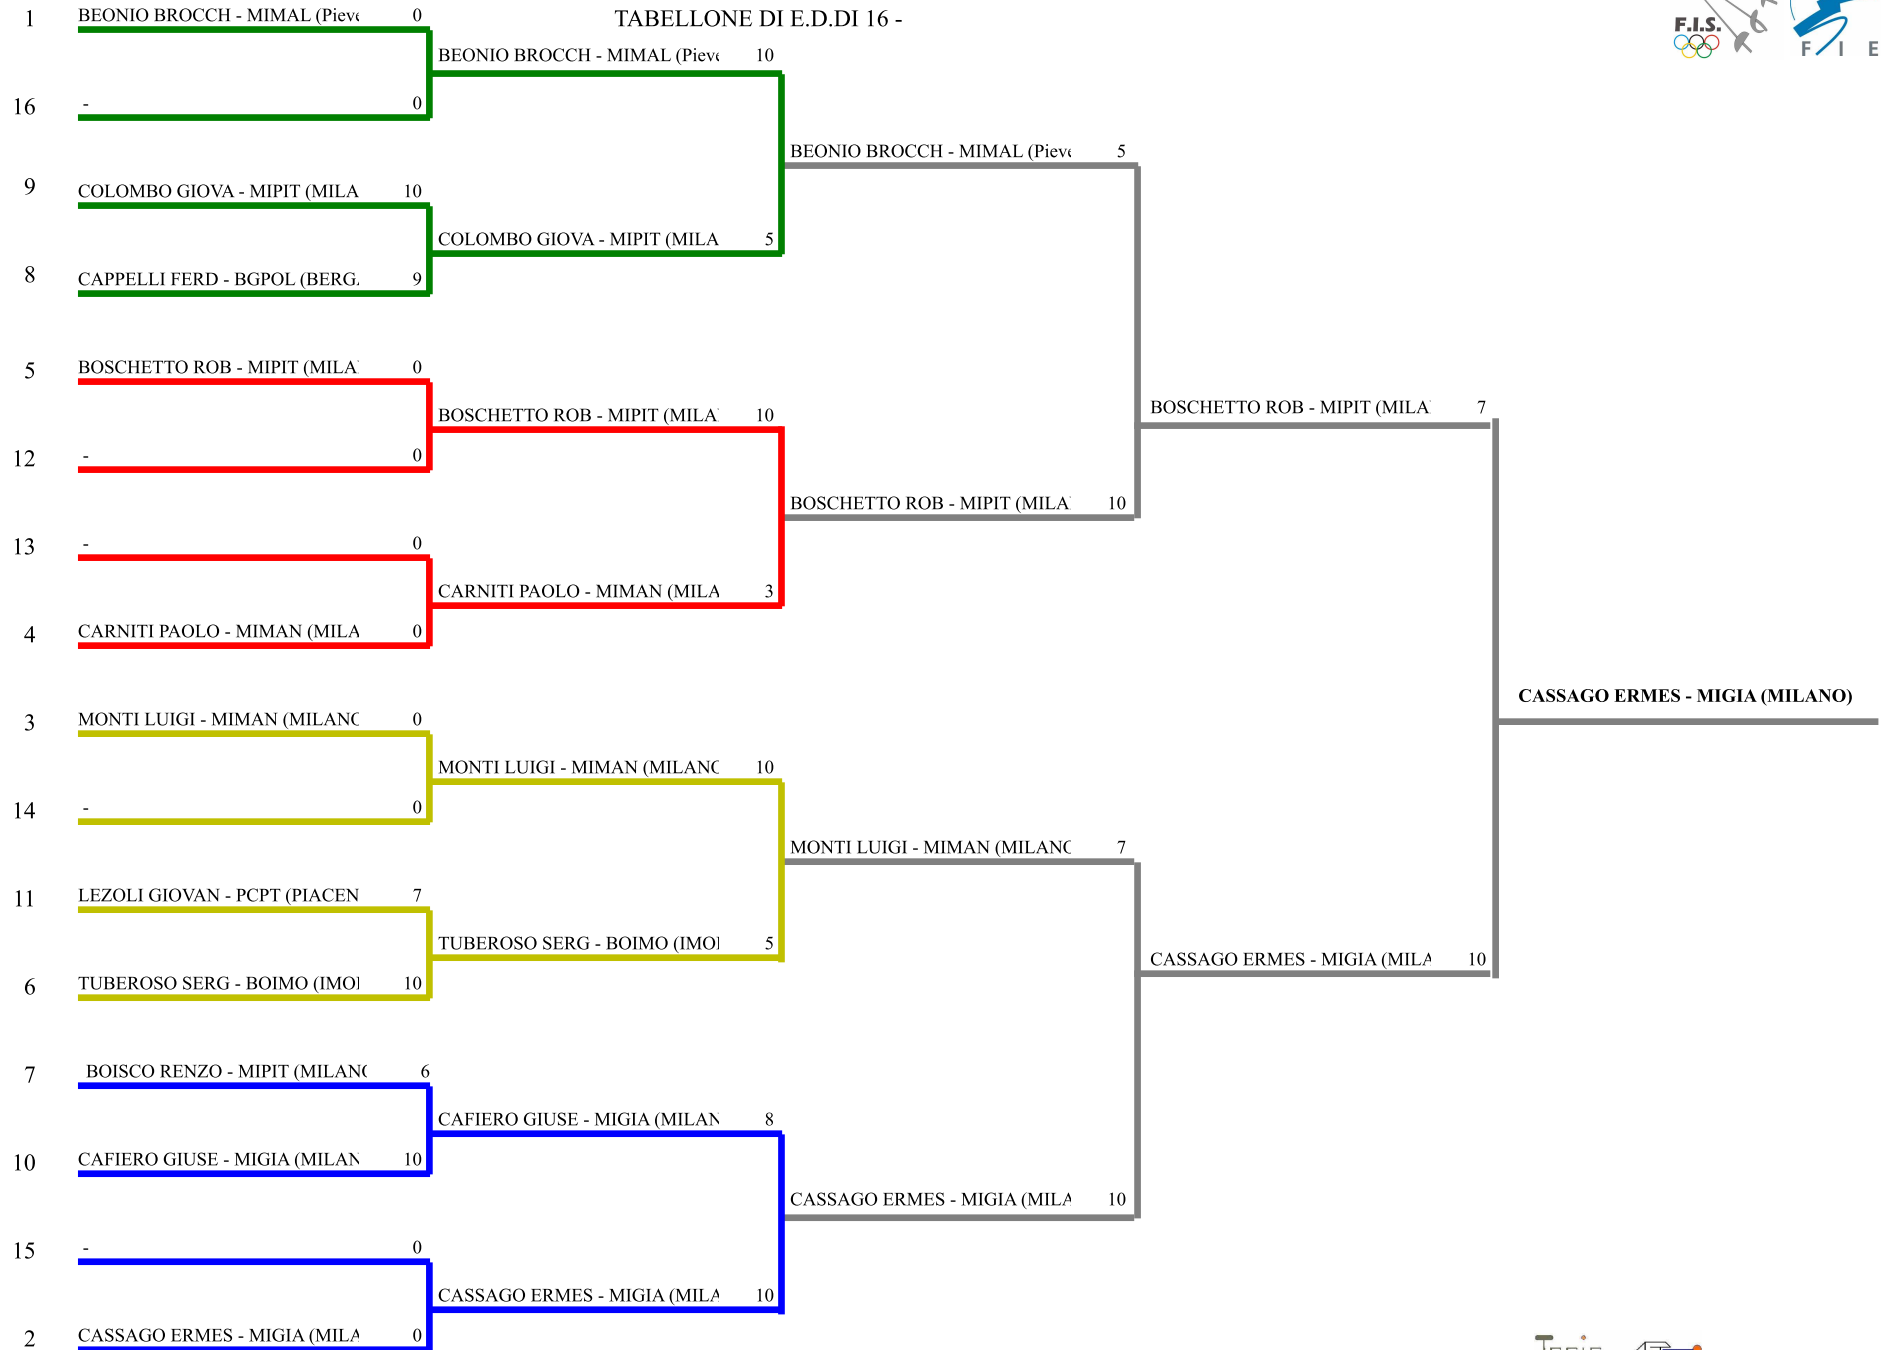 TABELLONE DI E.D.DI 16 -
F.I.S.
F I E
1 BEONIO BROCCH - MIMAL (Pieve 0
BEONIO BROCCH - MIMAL (Pieve 10
16 - 0
BEONIO BROCCH - MIMAL (Pieve 5
9 COLOMBO GIOVA - MIPIT (MILA 10
COLOMBO GIOVA - MIPIT (MILA 5
8 CAPPELLI FERD - BGPOL (BERG. 9
5 BOSCHETTO ROB - MIPIT (MILA 0
BOSCHETTO ROB - MIPIT (MILA 10
BOSCHETTO ROB - MIPIT (MILA 7
12 - 0
BOSCHETTO ROB - MIPIT (MILA 10
13 - 0
CARNITI PAOLO - MIMAN (MILA 3
4 CARNITI PAOLO - MIMAN (MILA 0
CASSAGO ERMES - MIGIA (MILANO)
3 MONTI LUIGI - MIMAN (MILANO 0
MONTI LUIGI - MIMAN (MILANO 10
14 - 0
MONTI LUIGI - MIMAN (MILANO 7
11 LEZOLI GIOVAN - PCPT (PIACEN 7
TUBEROSO SERG - BOIMO (IMOI 5
CASSAGO ERMES - MIGIA (MILA 10
6 TUBEROSO SERG - BOIMO (IMOI 10
7 BOISCO RENZO - MIPIT (MILANO 6
CAFIERO GIUSE - MIGIA (MILAN 8
10 CAFIERO GIUSE - MIGIA (MILAN 10
CASSAGO ERMES - MIGIA (MILA 10
15 - 0
CASSAGO ERMES - MIGIA (MILA 10
2 CASSAGO ERMES - MIGIA (MILA 0